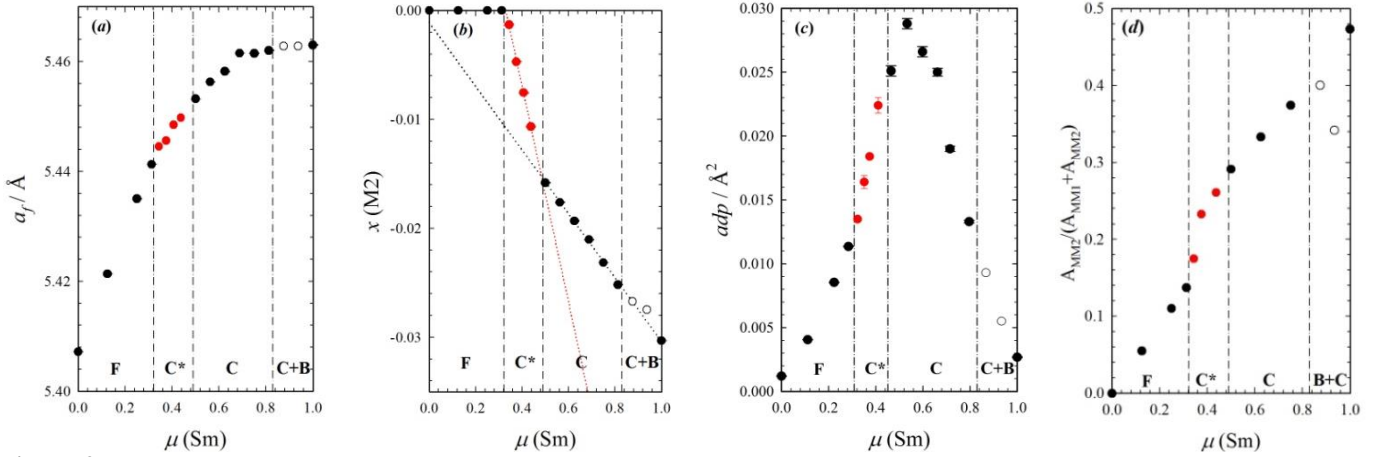 (a)
a_f / Å
5.46
5.44
5.42
5.40
F
C*
C
C+B
0.0 0.2 0.4 0.6 0.8 1.0
μ (Sm)
(b)
x (M2)
0.00
-0.01
-0.02
-0.03
F
C*
C
C+B
0.0 0.2 0.4 0.6 0.8 1.0
μ (Sm)
(c)
adp / Å²
0.030
0.025
0.020
0.015
0.010
0.005
0.000
F
C*
C
C+B
0.0 0.2 0.4 0.6 0.8 1.0
μ (Sm)
(d)
A_MM2/(A_MM1+A_MM2)
0.5
0.4
0.3
0.2
0.1
0.0
F
C*
C
B+C
0.0 0.2 0.4 0.6 0.8 1.0
μ (Sm)